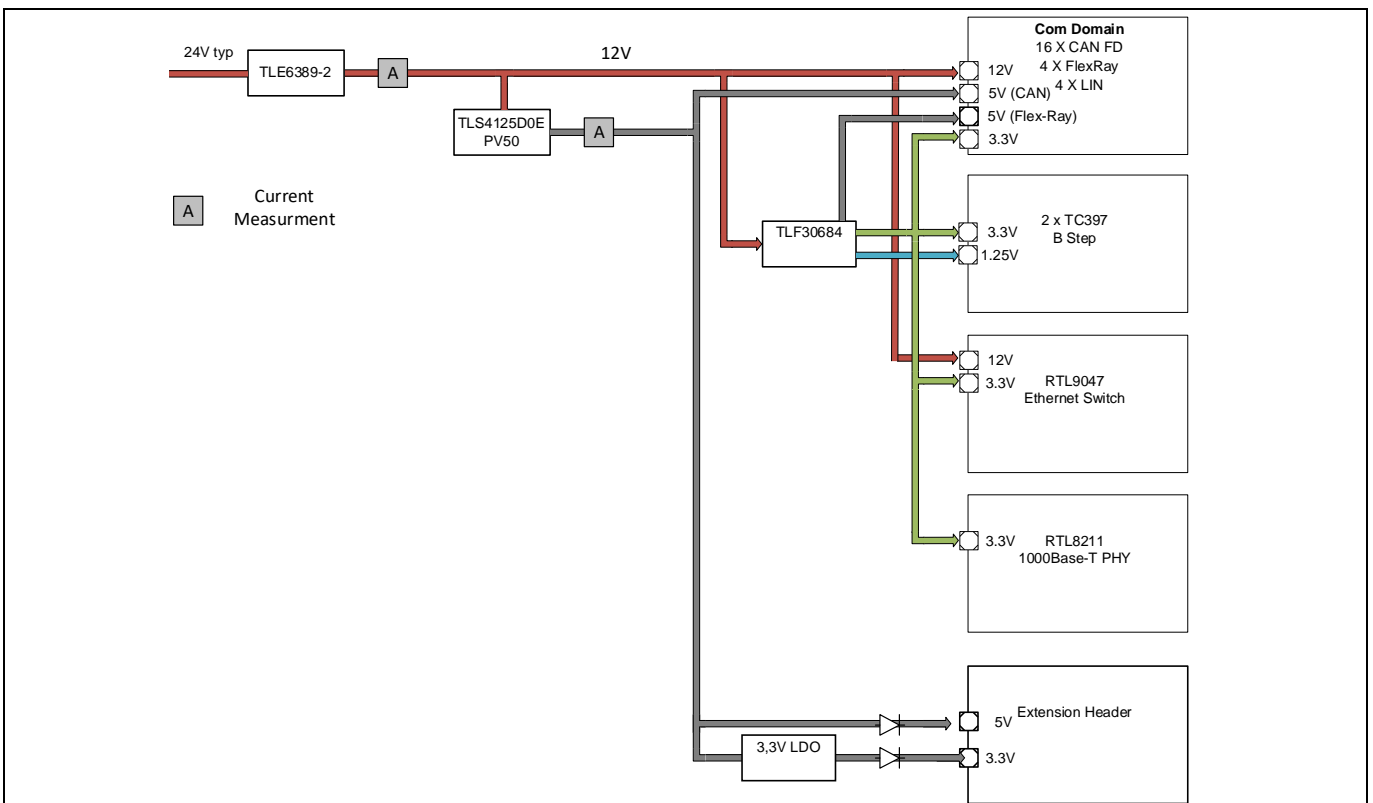 24V typ
TLE6389-2
A
12V
TLS4125D0E
PV50
A
A
Current
Measurment
TLF30684
Com Domain
16 X CAN FD
4 X FlexRay
4 X LIN
12V
5V (CAN)
5V (Flex-Ray)
3.3V
2 x TC397
B Step
3.3V
1.25V
12V
3.3V
RTL9047
Ethernet Switch
3.3V
RTL8211
1000Base-T PHY
Extension Header
5V
3.3V
3,3V LDO